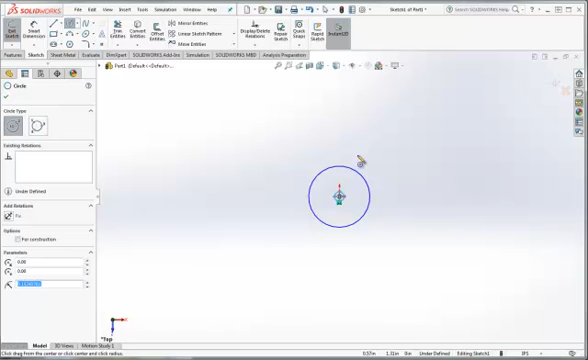 SOLIDWORKS File Edit View Insert Tools Window Help
Sketch6 of Part1
Exit Sketch
Smart Dimension
Trim Entities
Convert Entities
Offset Entities
Mirror Entities
Linear Sketch Pattern
Move Entities
Display/Delete Relations
Repair Sketch
Quick Snaps
Rapid Sketch
Instant2D
Features Sketch Sheet Metal Evaluate DimXpert SOLIDWORKS Add-Ins Simulation SOLIDWORKS MBD Analysis Preparation
Part1 (Default<<Default>...
Circle
Circle Type
Existing Relations
Under Defined
Add Relations
Fix
Options
For construction
Parameters
0.00
0.00
*Top
Model 3D Views Motion Study 1
Click drag from the center or click center and click radius.
Under Defined Editing Sketch6 IPS